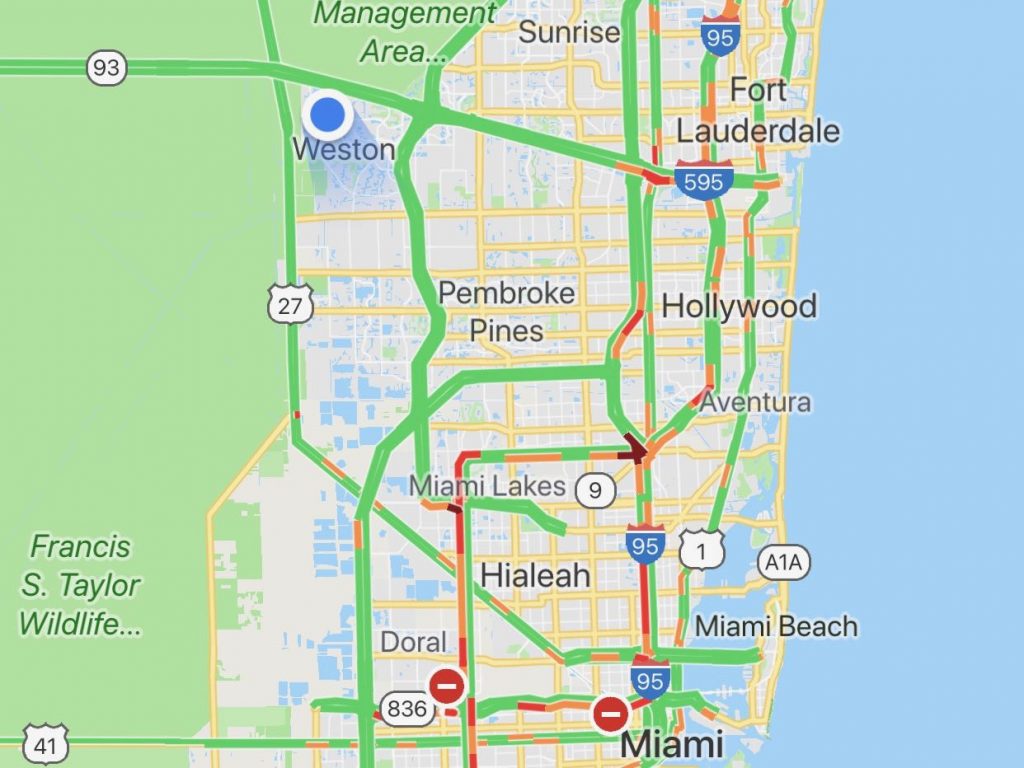 Management
Area...
Sunrise
95
93
Fort
Lauderdale
Weston
595
27
Pembroke
Pines
Hollywood
Aventura
Miami Lakes
9
95
1
A1A
Francis
S. Taylor
Wildlife...
Hialeah
Miami Beach
Doral
95
836
41
Miami